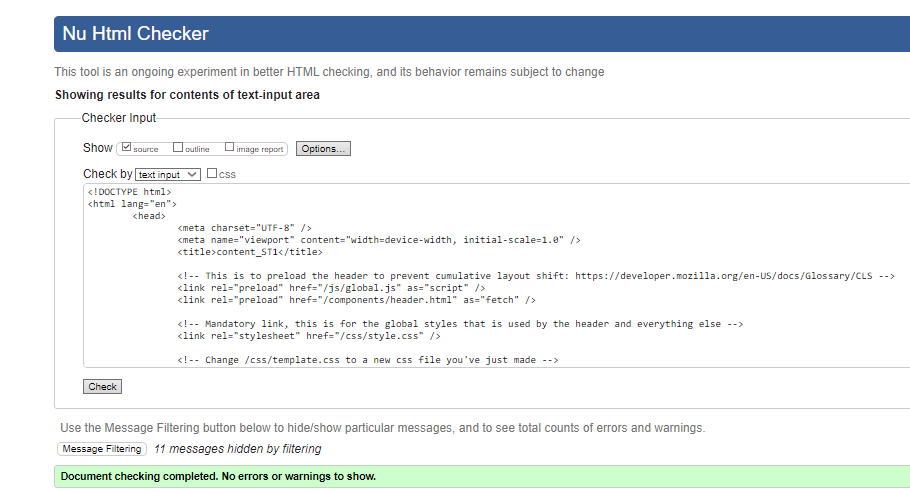 Nu Html Checker
This tool is an ongoing experiment in better HTML checking, and its behavior remains subject to change
Showing results for contents of text-input area
Checker Input
Show source outline image report Options...
Check by text input css
<!DOCTYPE html>
<html lang="en">
<head>
<meta charset="UTF-8" />
<meta name="viewport" content="width=device-width, initial-scale=1.0" />
<title>content_ST1</title>
<!-- This is to preload the header to prevent cumulative layout shift: https://developer.mozilla.org/en-US/docs/Glossary/CLS -->
<link rel="preload" href="/js/global.js" as="script" />
<link rel="preload" href="/components/header.html" as="fetch" />
<!-- Mandatory link, this is for the global styles that is used by the header and everything else -->
<link rel="stylesheet" href="/css/style.css" />
<!-- Change /css/template.css to a new css file you've just made -->
Check
Use the Message Filtering button below to hide/show particular messages, and to see total counts of errors and warnings.
Message Filtering 11 messages hidden by filtering
Document checking completed. No errors or warnings to show.